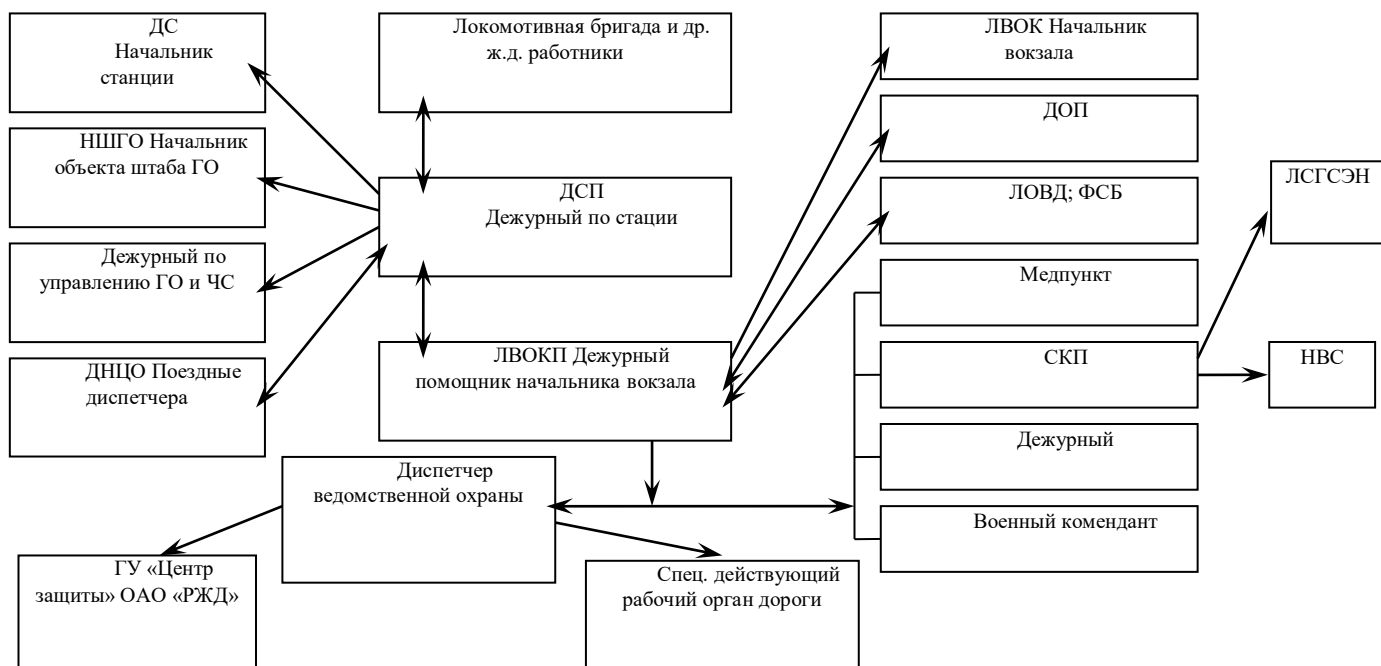 ДС
Начальник
станции
НШГО Начальник
объекта штаба ГО
Дежурный по
управлению ГО и ЧС
ДНЦО Поездные
диспетчера
Локомотивная бригада и др.
ж.д. работники
ДСП
Дежурный по стации
ЛВОКП Дежурный
помощник начальника вокзала
Диспетчер
ведомственной охраны
ГУ «Центр
защиты» ОАО «РЖД»
Спец. действующий
рабочий орган дороги
ЛВОК Начальник
вокзала
ДОП
ЛОВД; ФСБ
Медпункт
СКП
Дежурный
Военный комендант
ЛСГСЭН
НВС